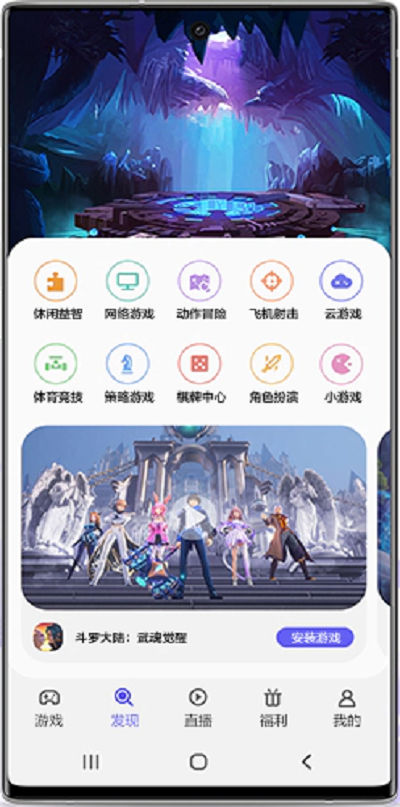 休闲益智 网络游戏 动作冒险 飞机射击 云游戏
体育竞技 策略游戏 棋牌中心 角色扮演 小游戏
斗罗大陆：武魂觉醒 安装游戏
游戏 发现 直播 福利 我的